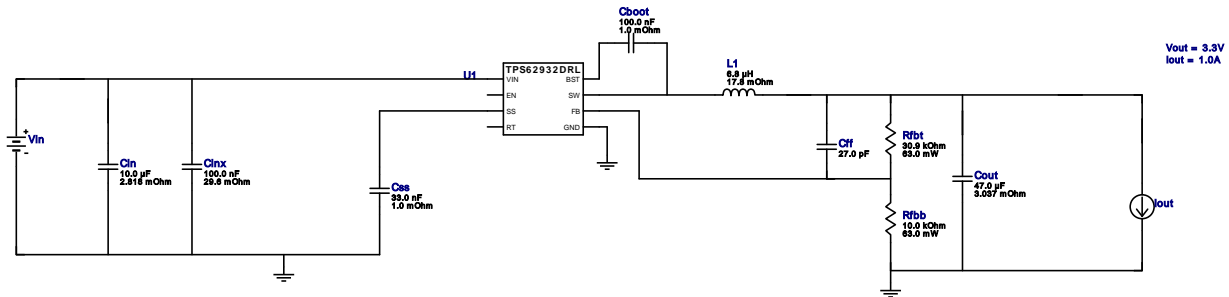 Cboot
100.0 nF
1.0 mOhm
Vout = 3.3V
Iout = 1.0A
U1
TPS62932DRL
VIN
BST
EN
SW
SS
FB
RT
GND
L1
6.8 µH
17.8 mOhm
+
Vin
-
Cin
10.0 µF
2.818 mOhm
Cinx
100.0 nF
29.6 mOhm
Css
33.0 nF
1.0 mOhm
Cff
27.0 pF
Rfbt
30.9 kOhm
63.0 mW
Cout
47.0 µF
3.037 mOhm
Rfbb
10.0 kOhm
63.0 mW
Iout